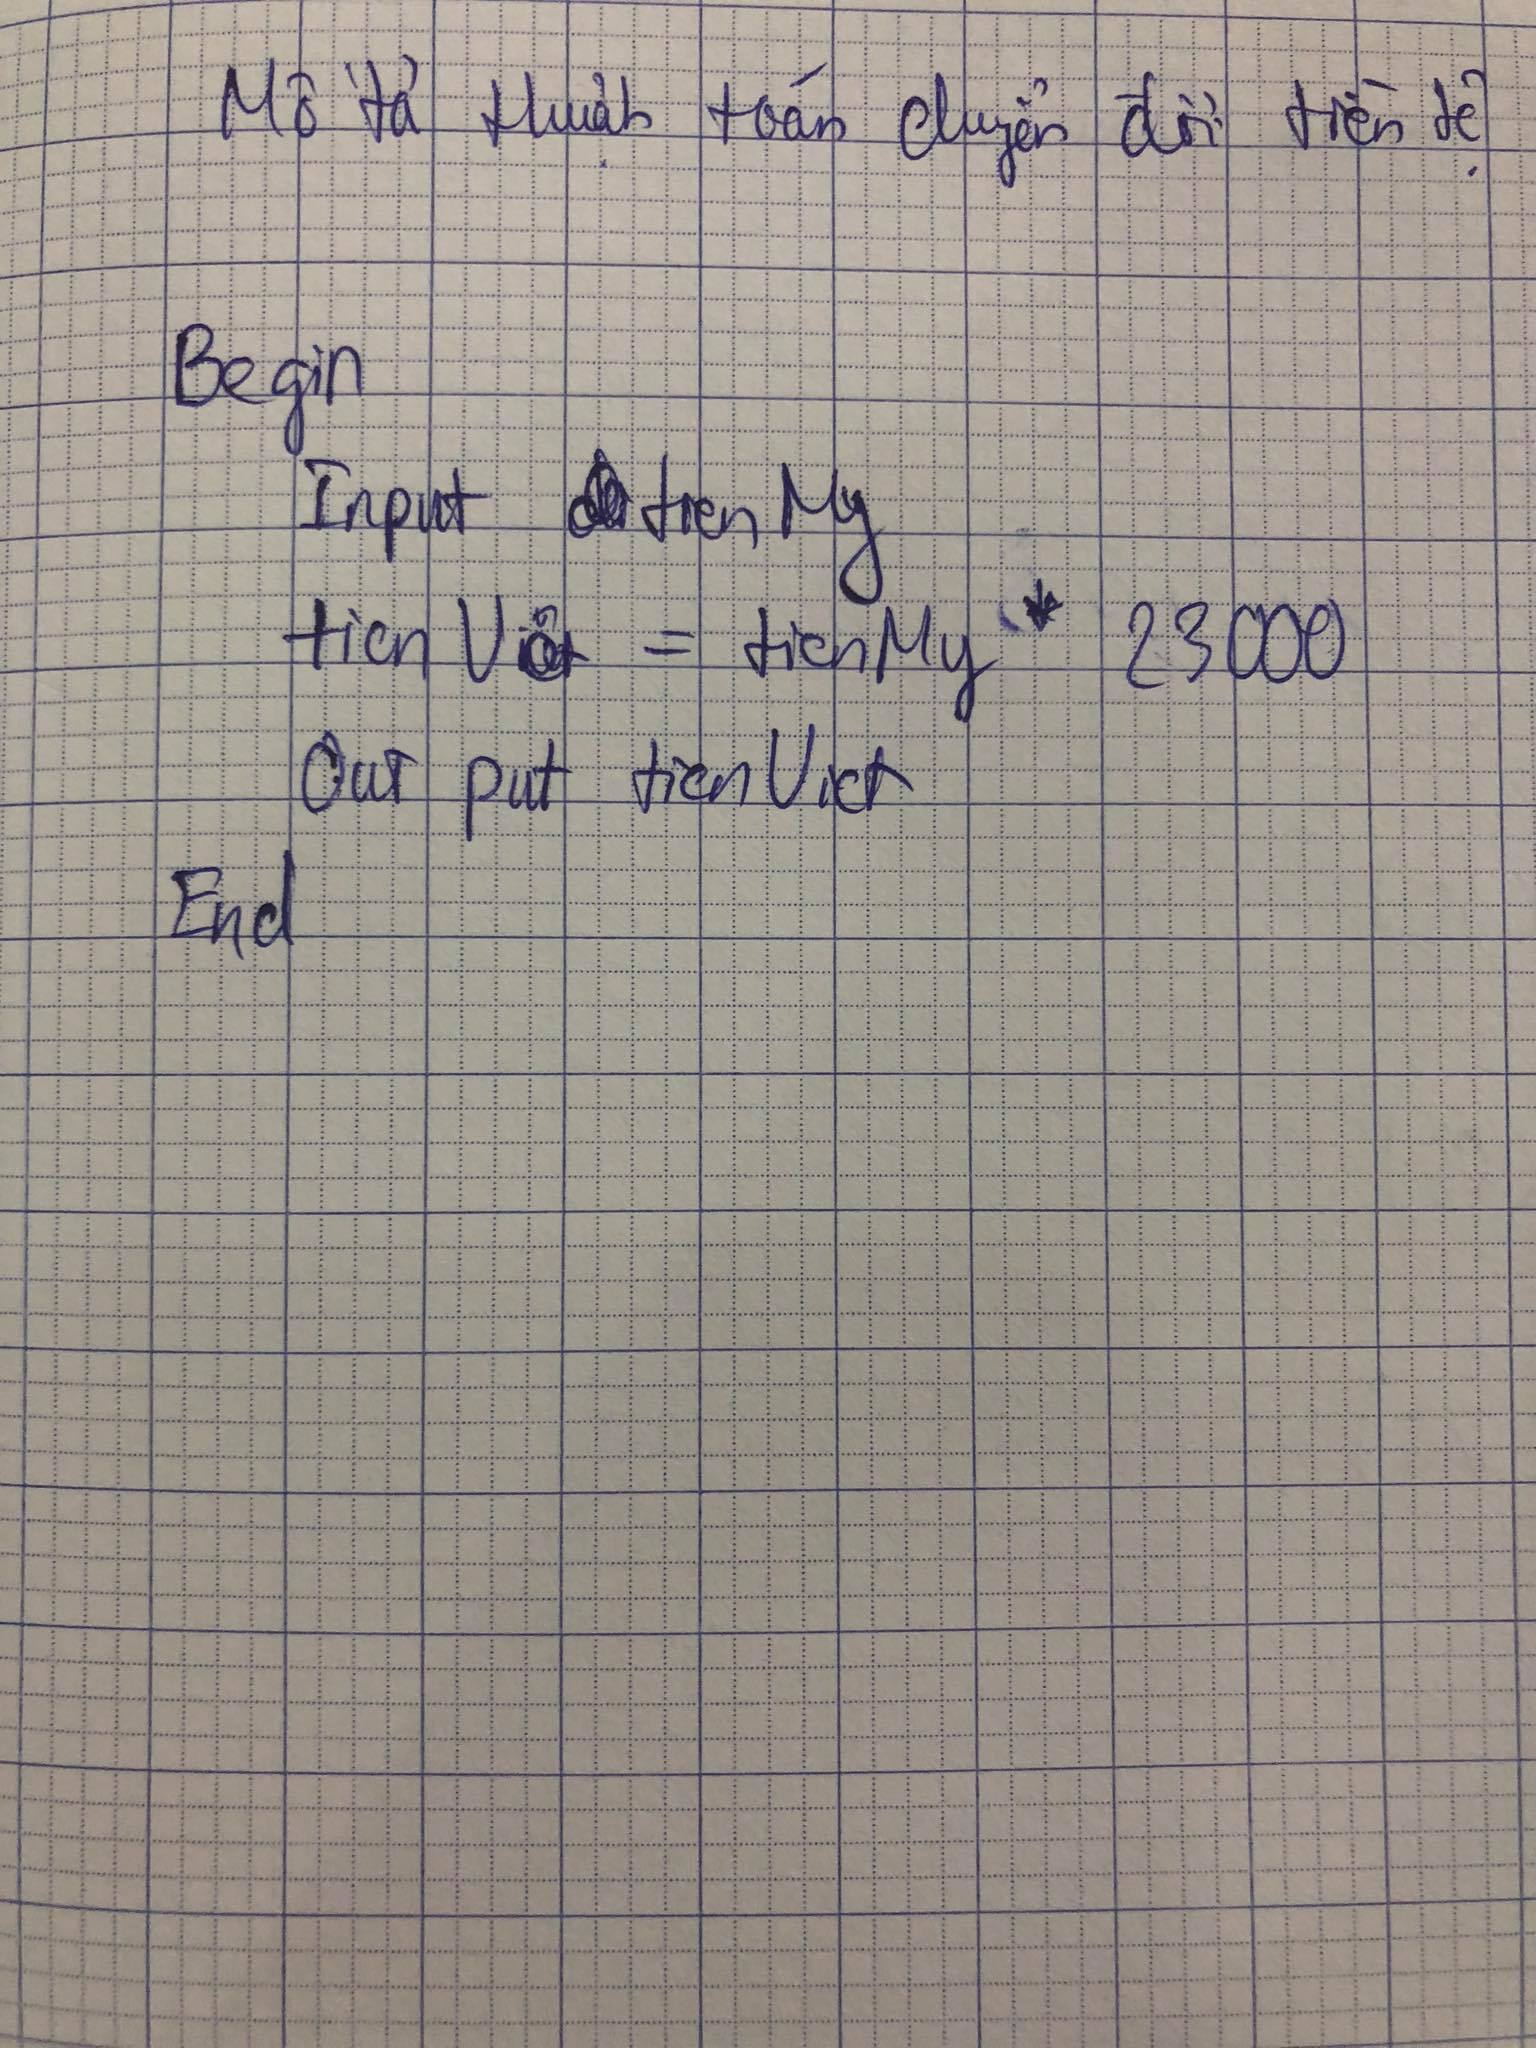 Mô tả thuật toán chuyển đổi tiền tệ
Begin
Input tienMy
tienViet = tienMy * 23000
Out put tienViet
End